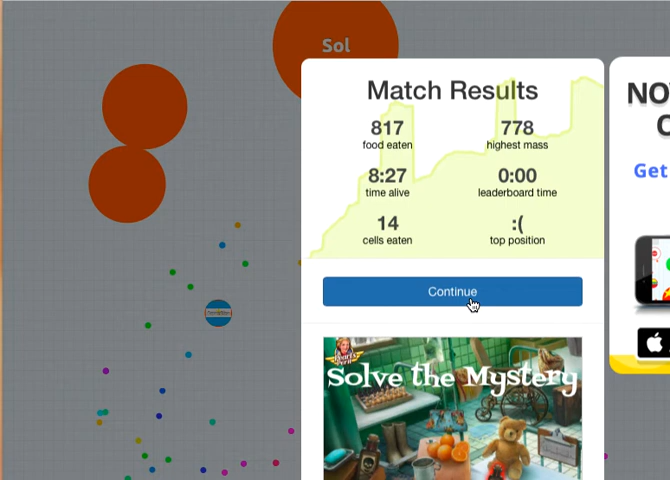 Sol
Match Results
817
food eaten
778
highest mass
8:27
time alive
0:00
leaderboard time
14
cells eaten
:(
top position
Continue
Solve the Mystery
NO
Get